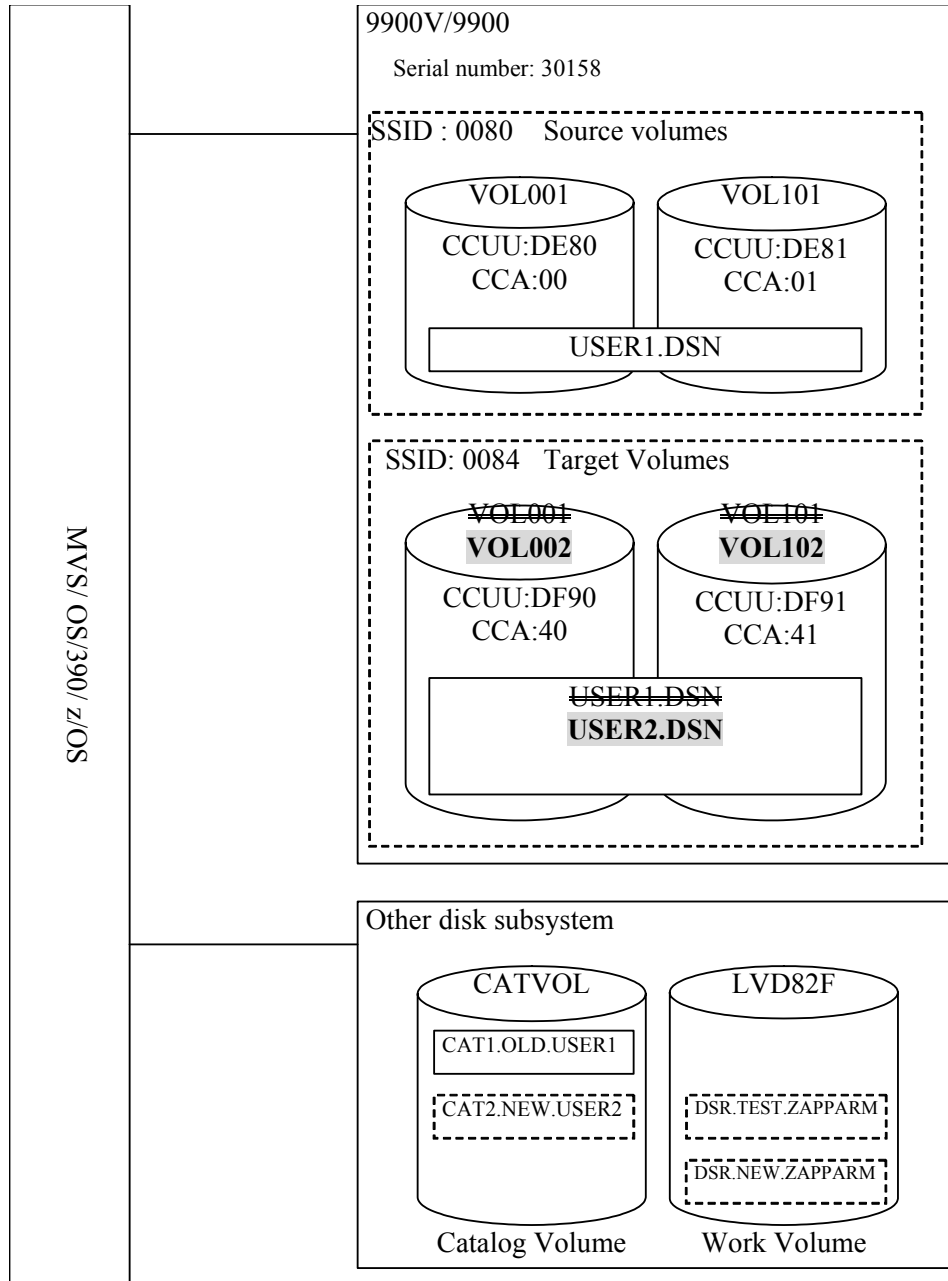 9900V/9900
Serial number: 30158
SSID : 0080 Source volumes
VOL001 VOL101
CCUU:DE80 CCUU:DE81
CCA:00 CCA:01
USER1.DSN
SSID: 0084 Target Volumes
VOL001 VOL101
VOL002 VOL102
CCUU:DF90 CCUU:DF91
CCA:40 CCA:41
USER1.DSN
USER2.DSN
MVS/ OS/390/ z/OS
Other disk subsystem
CATVOL LVD82F
CAT1.OLD.USER1
CAT2.NEW.USER2 DSR.TEST.ZAPPARM
DSR.NEW.ZAPPARM
Catalog Volume Work Volume